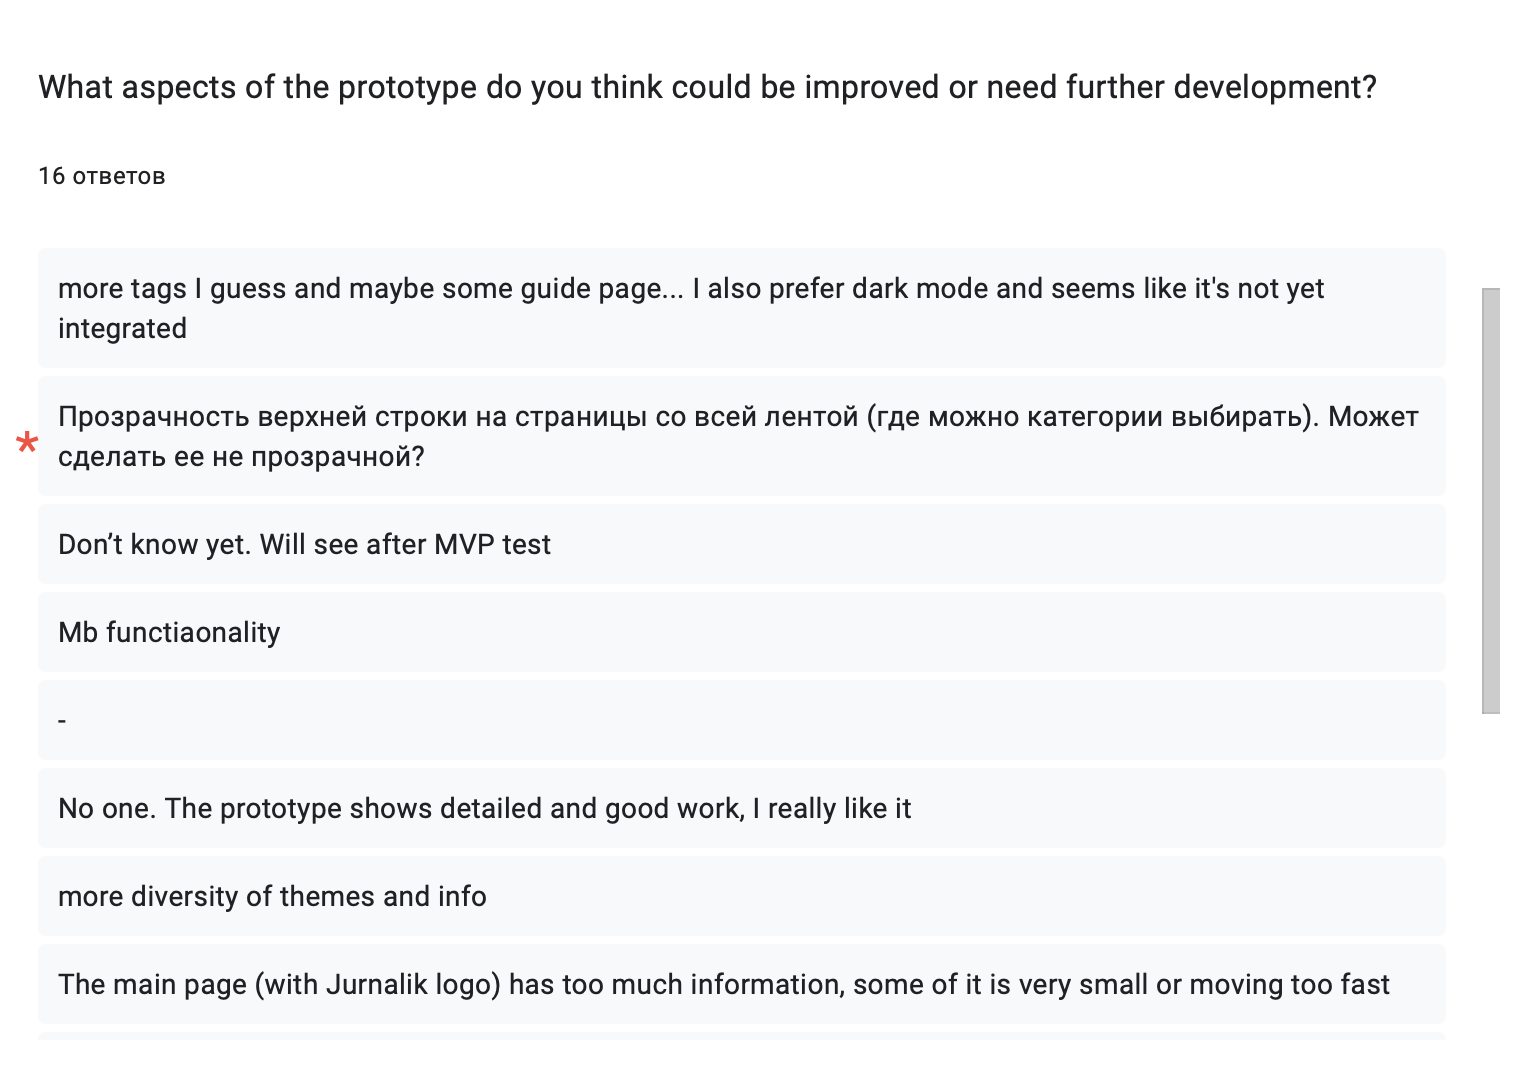 What aspects of the prototype do you think could be improved or need further development?
16 ответов
more tags I guess and maybe some guide page... I also prefer dark mode and seems like it's not yet
integrated
*
Прозрачность верхней строки на страницы со всей лентой (где можно категории выбирать). Может
сделать ее не прозрачной?
Don’t know yet. Will see after MVP test
Mb functiaonality
-
No one. The prototype shows detailed and good work, I really like it
more diversity of themes and info
The main page (with Jurnalik logo) has too much information, some of it is very small or moving too fast